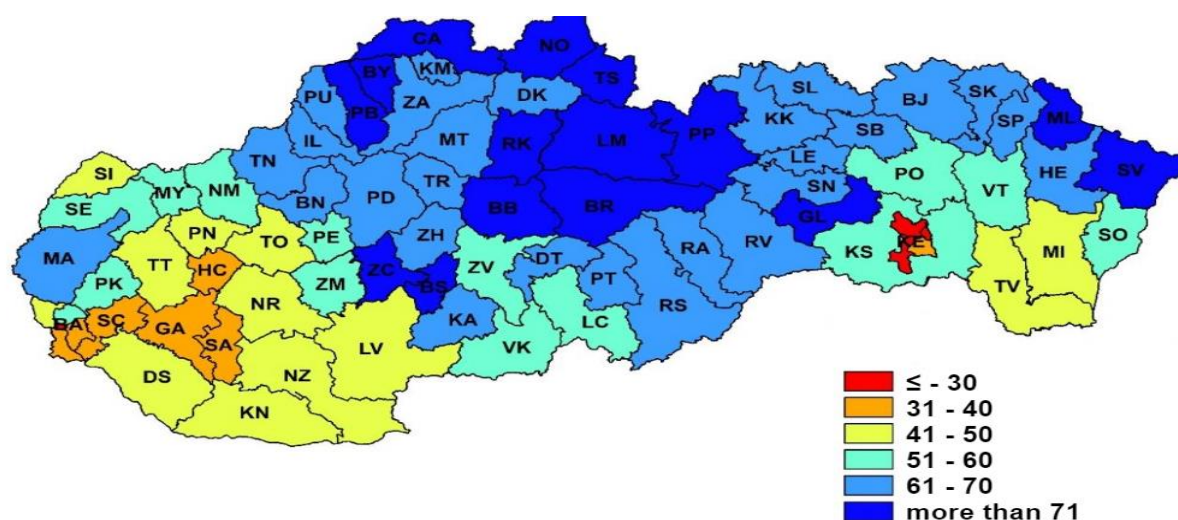 CA
NO
BY
KM
TS
PU
PB
ZA
DK
SL
BJ
SK
KK
SP
ML
IL
MT
RK
LM
PP
SB
TN
LE
PO
VT
HE
SV
SI
MY
NM
BN
PD
TR
SN
SE
BB
BR
GL
PN
TO
PE
ZH
RA
RV
KS
KE
MI
SO
MA
TT
HC
ZV
DT
PT
PK
ZM
ZC
BS
TV
BA
SC
GA
NR
SA
KA
LC
RS
DS
NZ
LV
VK
KN
≤ - 30
31 - 40
41 - 50
51 - 60
61 - 70
more than 71